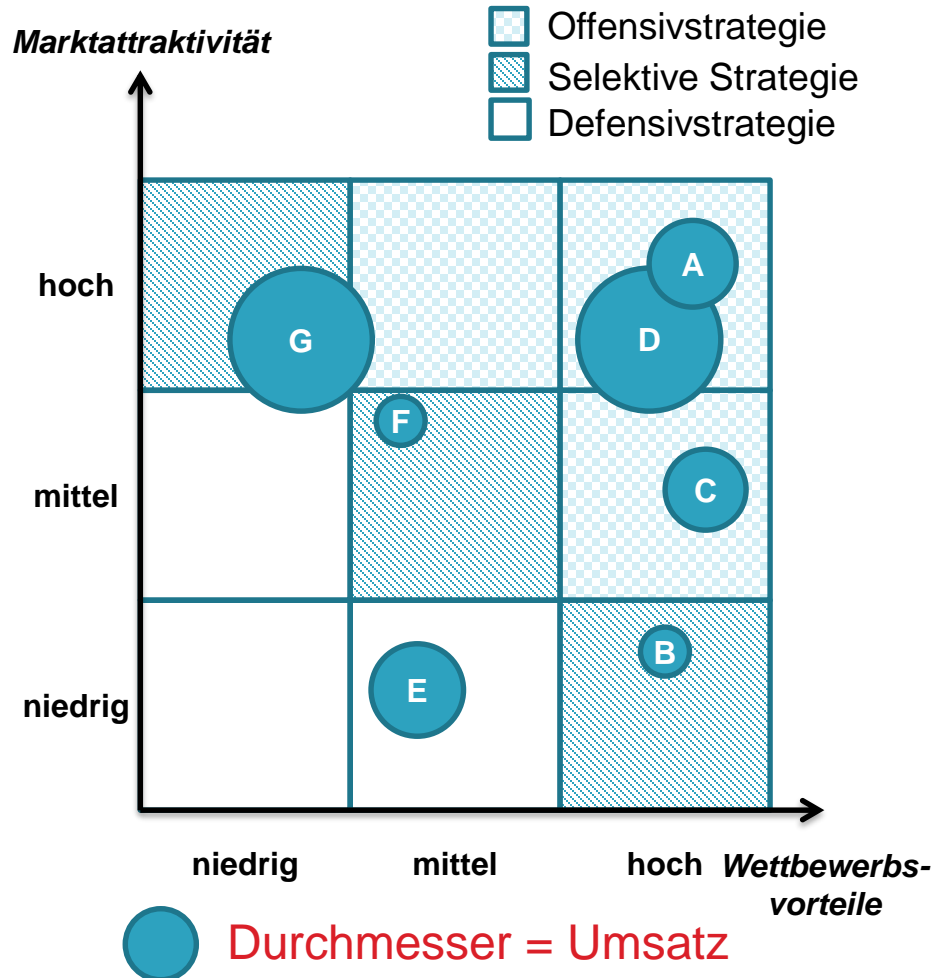 Marktattraktivität
Offensivstrategie
Selektive Strategie
Defensivstrategie
hoch
A
G
D
F
mittel
C
B
E
niedrig
niedrig
mittel
hoch
Wettbewerbs-
vorteile
Durchmesser = Umsatz